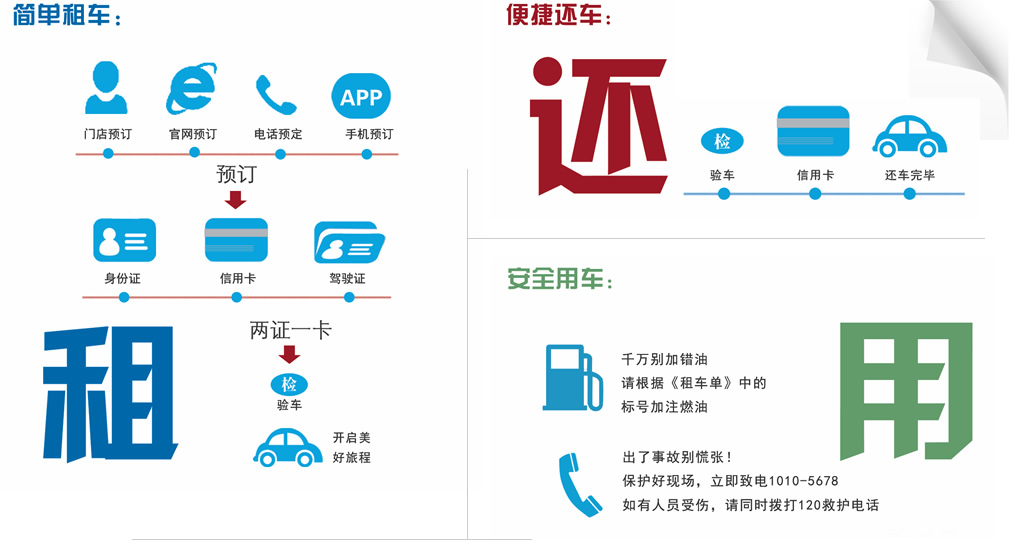 简单租车：
APP
门店预订 官网预订 电话预定 手机预订
预订
身份证 信用卡 驾驶证
两证一卡
检
验车
开启美
好旅程
租
便捷还车：
还
检
验车 信用卡 还车完毕
安全用车：
千万别加错油
请根据《租车单》中的
标号加注燃油
出了事故别慌张！
保护好现场，立即致电1010-5678
如有人员受伤，请同时拨打120救护电话
用